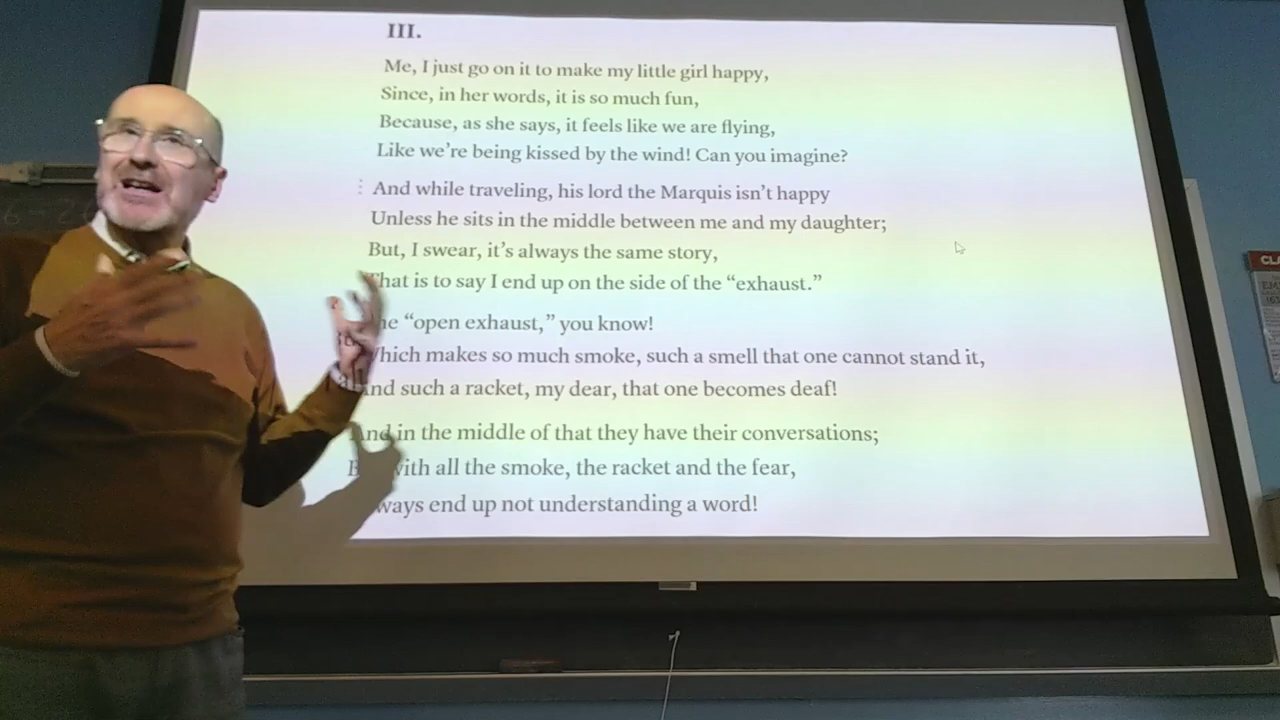 III.
Me, I just go on it to make my little girl happy,
Since, in her words, it is so much fun,
Because, as she says, it feels like we are flying,
Like we're being kissed by the wind! Can you imagine?
And while traveling, his lord the Marquis isn't happy
Unless he sits in the middle between me and my daughter;
But, I swear, it's always the same story,
That is to say I end up on the side of the “exhaust.”
“open exhaust,” you know!
Which makes so much smoke, such a smell that one cannot stand it,
And such a racket, my dear, that one becomes deaf!
And in the middle of that they have their conversations;
with all the smoke, the racket and the fear,
end up not understanding a word!
CLA
EM